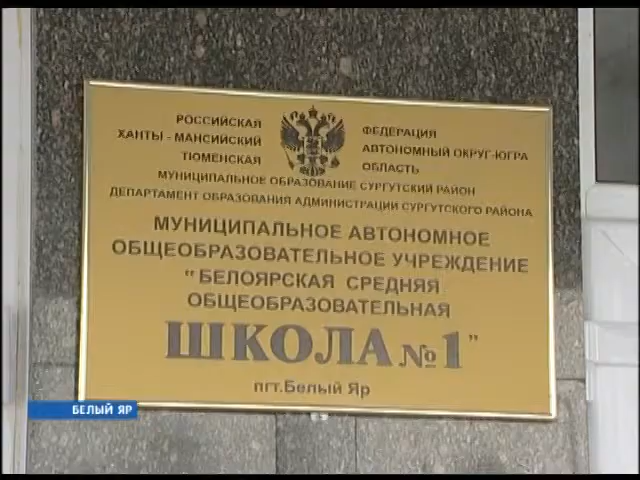 РОССИЙСКАЯ ФЕДЕРАЦИЯ
ХАНТЫ - МАНСИЙСКИЙ АВТОНОМНЫЙ ОКРУГ-ЮГРА
ТЮМЕНСКАЯ ОБЛАСТЬ
МУНИЦИПАЛЬНОЕ ОБРАЗОВАНИЕ СУРГУТСКИЙ РАЙОН
ДЕПАРТАМЕНТ ОБРАЗОВАНИЯ АДМИНИСТРАЦИИ СУРГУТСКОГО РАЙОНА
МУНИЦИПАЛЬНОЕ АВТОНОМНОЕ
ОБЩЕОБРАЗОВАТЕЛЬНОЕ УЧРЕЖДЕНИЕ
"БЕЛОЯРСКАЯ СРЕДНЯЯ
ОБЩЕОБРАЗОВАТЕЛЬНАЯ
ШКОЛА №1"
пгт.Белый Яр
БЕЛЫЙ ЯР